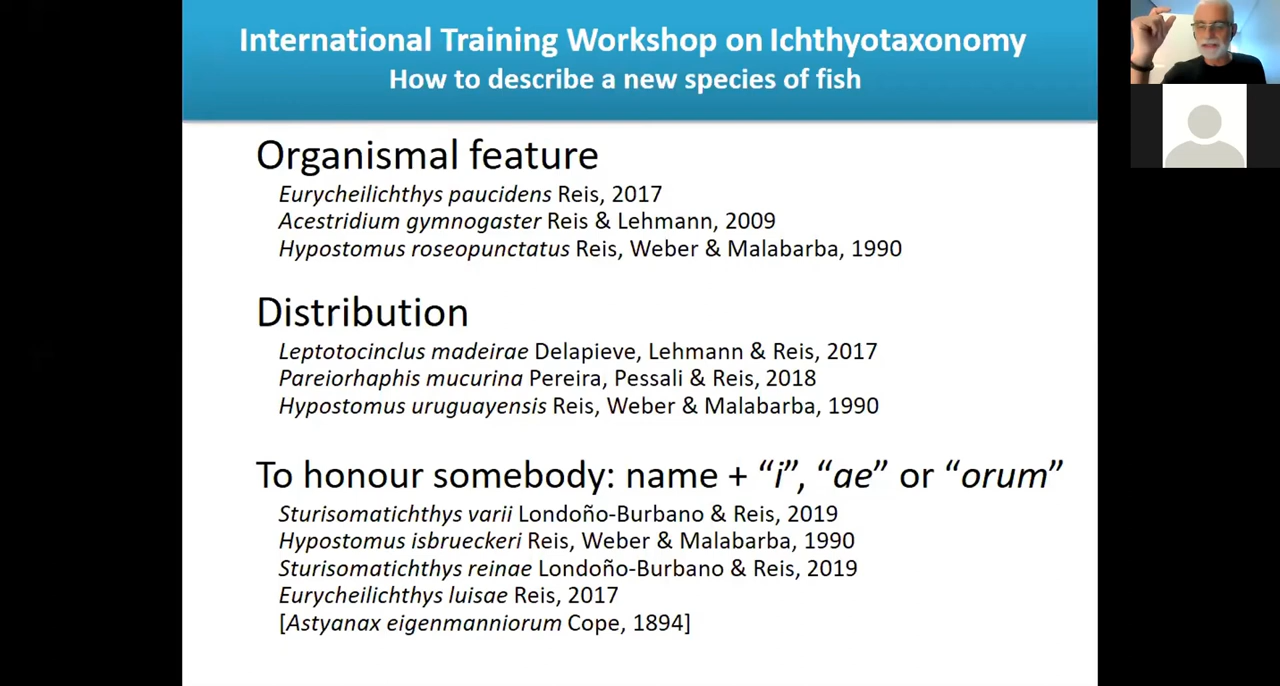 International Training Workshop on Ichthyotaxonomy
How to describe a new species of fish
Organismal feature
Eurycheilichthys paucidens Reis, 2017
Acestridium gymnogaster Reis & Lehmann, 2009
Hypostomus roseopunctatus Reis, Weber & Malabarba, 1990
Distribution
Leptotocinclus madeirae Delapieve, Lehmann & Reis, 2017
Pareiorhaphis mucurina Pereira, Pessali & Reis, 2018
Hypostomus uruguayensis Reis, Weber & Malabarba, 1990
To honour somebody: name + “i”, “ae” or “orum”
Sturisomatichthys varii Londoño-Burbano & Reis, 2019
Hypostomus isbrueckeri Reis, Weber & Malabarba, 1990
Sturisomatichthys reinae Londoño-Burbano & Reis, 2019
Eurycheilichthys luisae Reis, 2017
[Astyanax eigenmanniorum Cope, 1894]